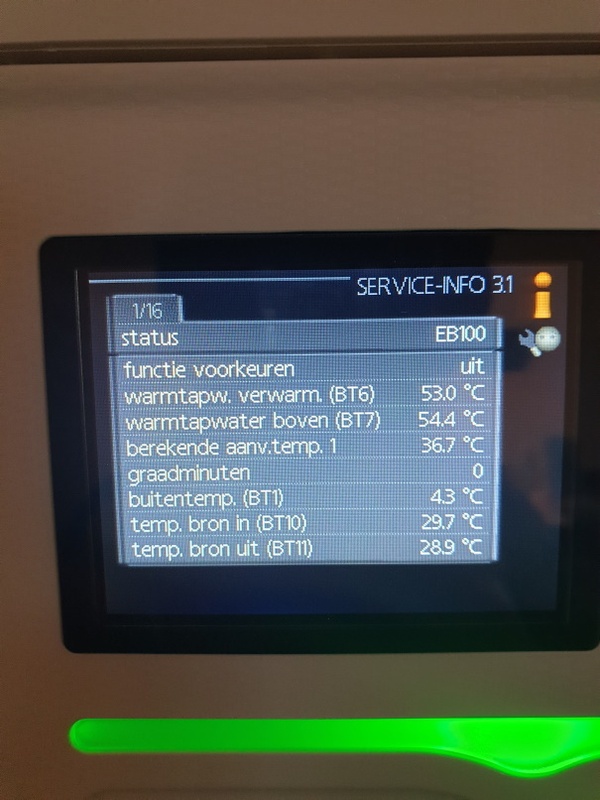 SERVICE-INFO 3.1
1/16
status EB100
functie voorkeuren uit
warmtapw. verwarm. (BT6) 53.0 °C
warmtapwater boven (BT7) 54.4 °C
berekende aanv.temp. 1 36.7 °C
graadminuten 0
buitentemp. (BT1) 4.3 °C
temp. bron in (BT10) 29.7 °C
temp. bron uit (BT11) 28.9 °C